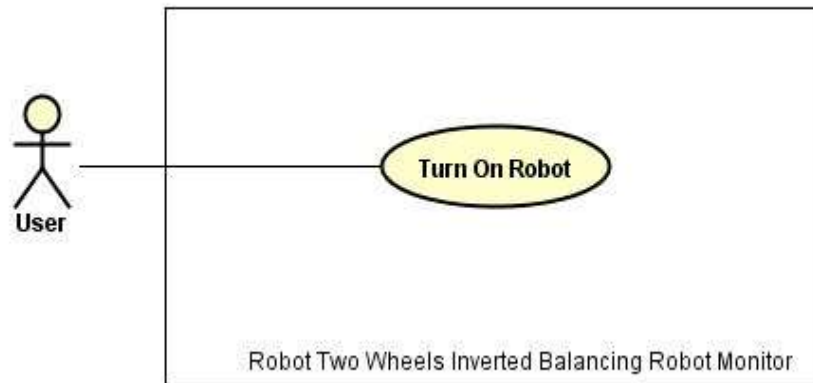 Turn On Robot
User
Robot Two Wheels Inverted Balancing Robot Monitor